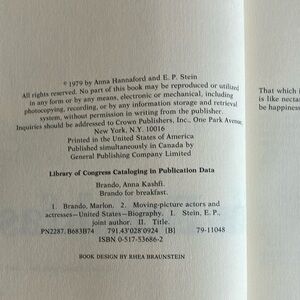 © 1979 by Anna Hannaford and E. P. Stein
All rights reserved. No part of this book may be reproduced or utilized
in any form or by any means, electronic or mechanical, including
photocopying, recording, or by any information storage and retrieval
system, without permission in writing from the publisher.
Inquiries should be addressed to Crown Publishers, Inc., One Park Avenue,
New York, N.Y. 10016
Printed in the United States of America
Published simultaneously in Canada by
General Publishing Company Limited
Library of Congress Cataloging in Publication Data
Brando, Anna Kashfi.
Brando for breakfast.
1. Brando, Marlon. 2. Moving-picture actors and
actresses—United States—Biography. I. Stein, E. P.,
joint author. II. Title.
PN2287.B683B74 791.43'028'0924 [B] 79-11048
ISBN 0-517-53686-2
BOOK DESIGN BY RHEA BRAUNSTEIN
That which i
is like nectar
be happiness